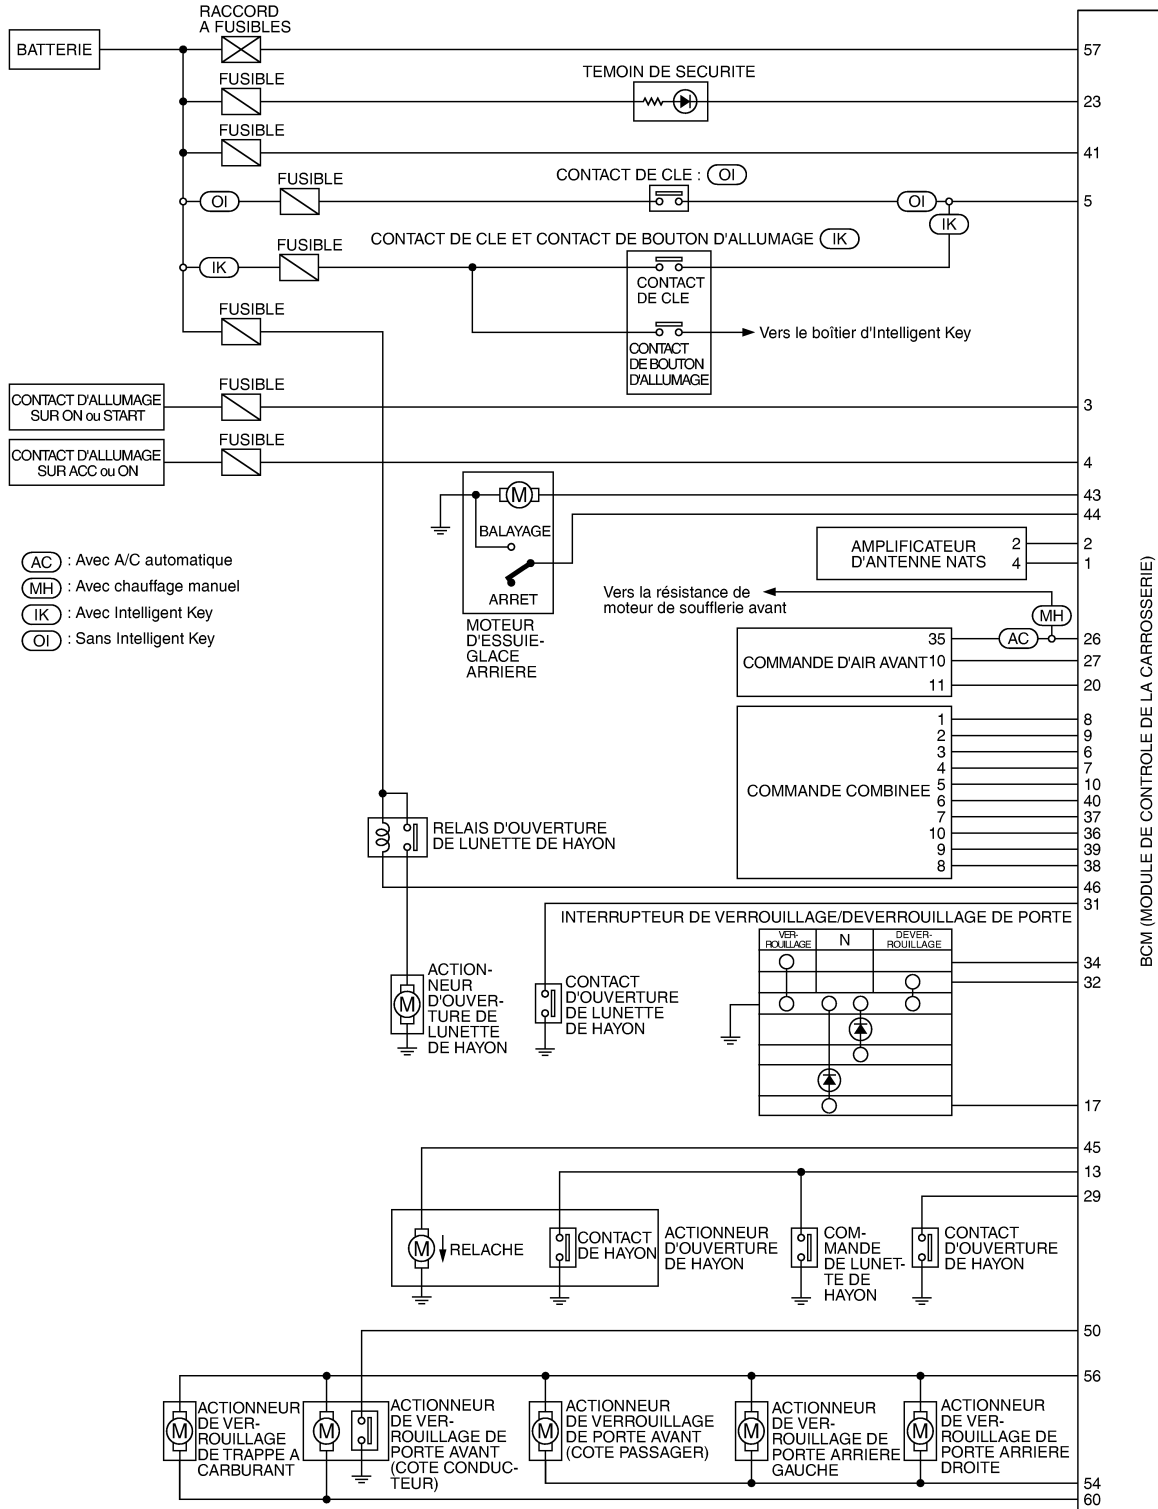 RACCORD
A FUSIBLES
BATTERIE
57
FUSIBLE
TEMOIN DE SECURITE
23
FUSIBLE
41
FUSIBLE
CONTACT DE CLE : OI
OI
OI
5
IK
CONTACT DE CLE ET CONTACT DE BOUTON D'ALLUMAGE IK
FUSIBLE
IK
CONTACT
DE CLE
FUSIBLE
Vers le boîtier d'Intelligent Key
CONTACT
DE BOUTON
D'ALLUMAGE
CONTACT D'ALLUMAGE
SUR ON ou START
FUSIBLE
3
CONTACT D'ALLUMAGE
SUR ACC ou ON
FUSIBLE
4
M
43
44
BALAYAGE
ARRET
MOTEUR
D'ESSUIE-
GLACE
ARRIERE
AMPLIFICATEUR
D'ANTENNE NATS
2
4
2
1
AC : Avec A/C automatique
MH : Avec chauffage manuel
IK : Avec Intelligent Key
OI : Sans Intelligent Key
Vers la résistance de
moteur de soufflerie avant
MH
COMMANDE D'AIR AVANT
35
10
11
AC
26
27
20
COMMANDE COMBINEE
1
2
3
4
5
6
7
10
9
8
8
9
6
7
10
40
37
36
39
38
BCM (MODULE DE CONTROLE DE LA CARROSSERIE)
RELAIS D'OUVERTURE
DE LUNETTE DE HAYON
46
31
INTERRUPTEUR DE VERROUILLAGE/DEVERROUILLAGE DE PORTE
VER-
ROUILLAGE
N
DEVER-
ROUILLAGE
34
32
17
M
ACTION-
NEUR
D'OUVER-
TURE DE
LUNETTE
DE HAYON
CONTACT
D'OUVERTURE
DE LUNETTE
DE HAYON
45
13
29
M
RELACHE
CONTACT
DE HAYON
ACTIONNEUR
D'OUVERTURE
DE HAYON
COM-
MANDE
DE LUNET-
TE DE
HAYON
CONTACT
D'OUVERTURE
DE HAYON
50
56
M
ACTIONNEUR
DE VER-
ROUILLAGE
DE TRAPPE A
CARBURANT
M
ACTIONNEUR
DE VER-
ROUILLAGE DE
PORTE AVANT
(COTE CONDUC-
TEUR)
M
ACTIONNEUR
DE VERROUILLAGE
DE PORTE AVANT
(COTE PASSAGER)
M
ACTIONNEUR
DE VER-
ROUILLAGE DE
PORTE ARRIERE
GAUCHE
M
ACTIONNEUR
DE VER-
ROUILLAGE DE
PORTE ARRIERE
DROITE
54
60